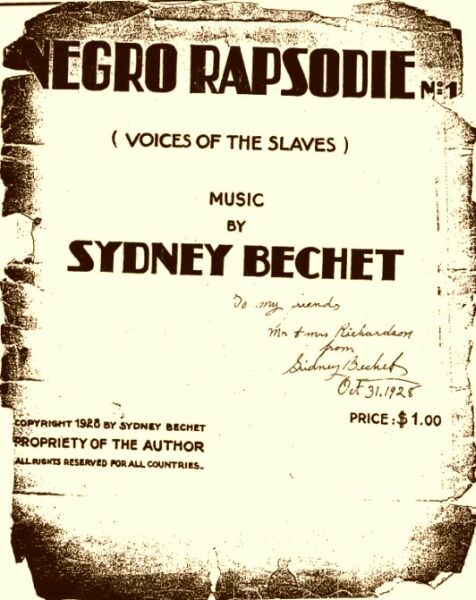 NEGRO RAPSODIE Nº1
( VOICES OF THE SLAVES )
MUSIC
BY
SYDNEY BECHET
To my riends
Mr & mrs Richardson
from
Sidney Bechet
Oct 31, 1928
PRICE: $ 1.00
COPYRIGHT 1928 BY SYDNEY BECHET
PROPRIETY OF THE AUTHOR
ALL RIGHTS RESERVED FOR ALL COUNTRIES.